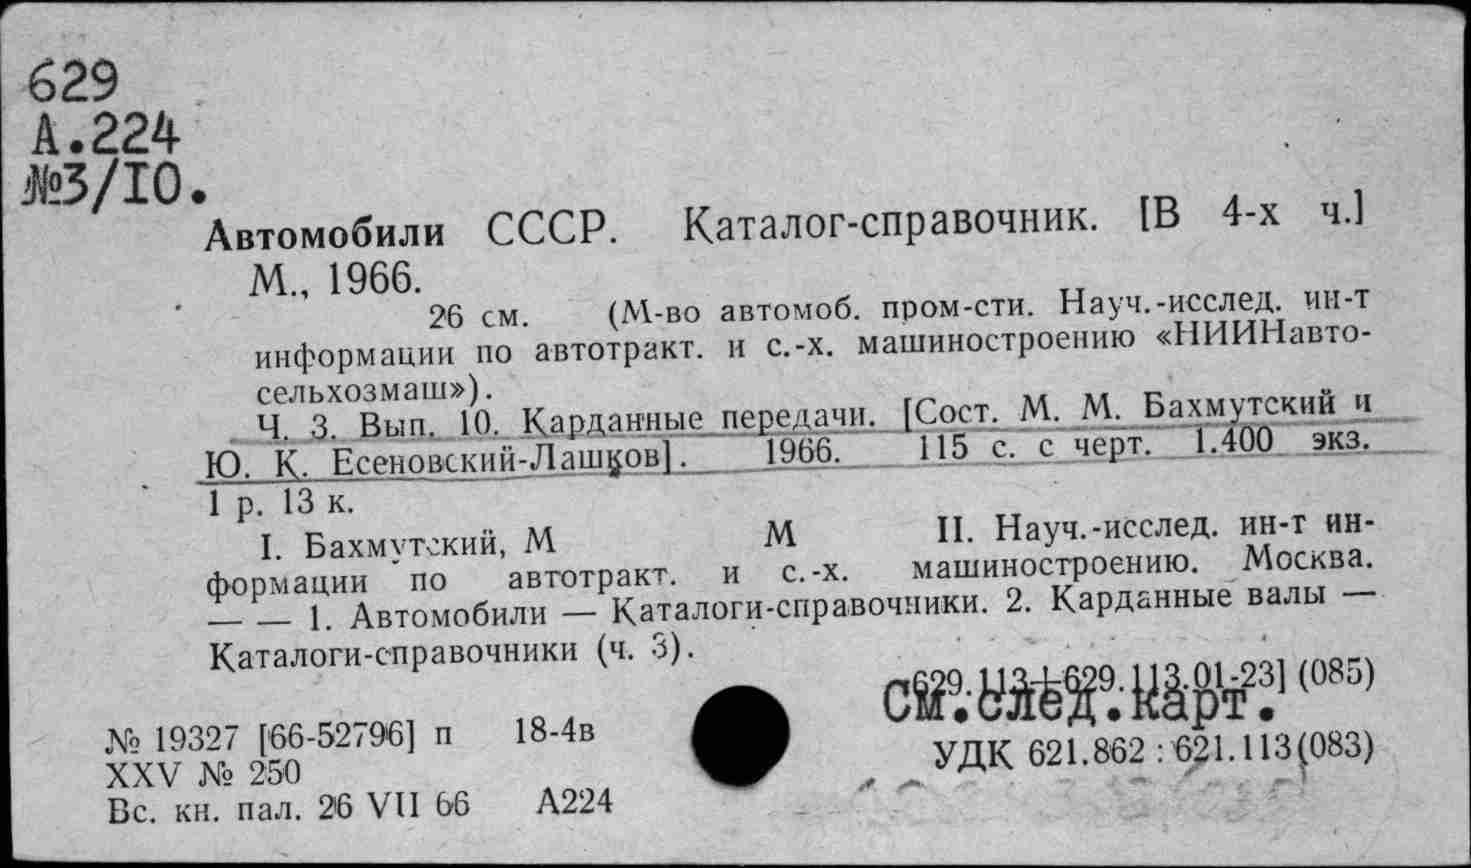 629
А.224
№3/10.
Автомобили СССР. Каталог-справочник. [В 4-х ч.]
М., 1966.
26 см. (М-во автомоб. пром-сти. Науч.-исслед. ин-т
информации по автотракт. и с.-х. машиностроению «НИИНавто-
сельхозмаш»).
Ч. 3. Вып. 10. Карданные передачи. [Сост. М. М. Бахмутский и
Ю. К. Есеновский-Лашков]. 1966. 115 с. с черт. 1.400 экз.
1 р. 13 к.
I. Бахмутский, М М II. Науч.-исслед. ин-т ин-
формации по автотракт. и с.-х. машиностроению. Москва.
— — 1. Автомобили — Каталоги-справочники. 2. Карданные валы —
Каталоги-справочники (ч. 3).
629.113+629.113.01-23] (085)
См.след.карт.
№ 19327 [66-52796] п 18-4в
УДК 621.862 : 621.113(083)
XXV № 250
Вс. кн. пал. 26 VII 66 А224